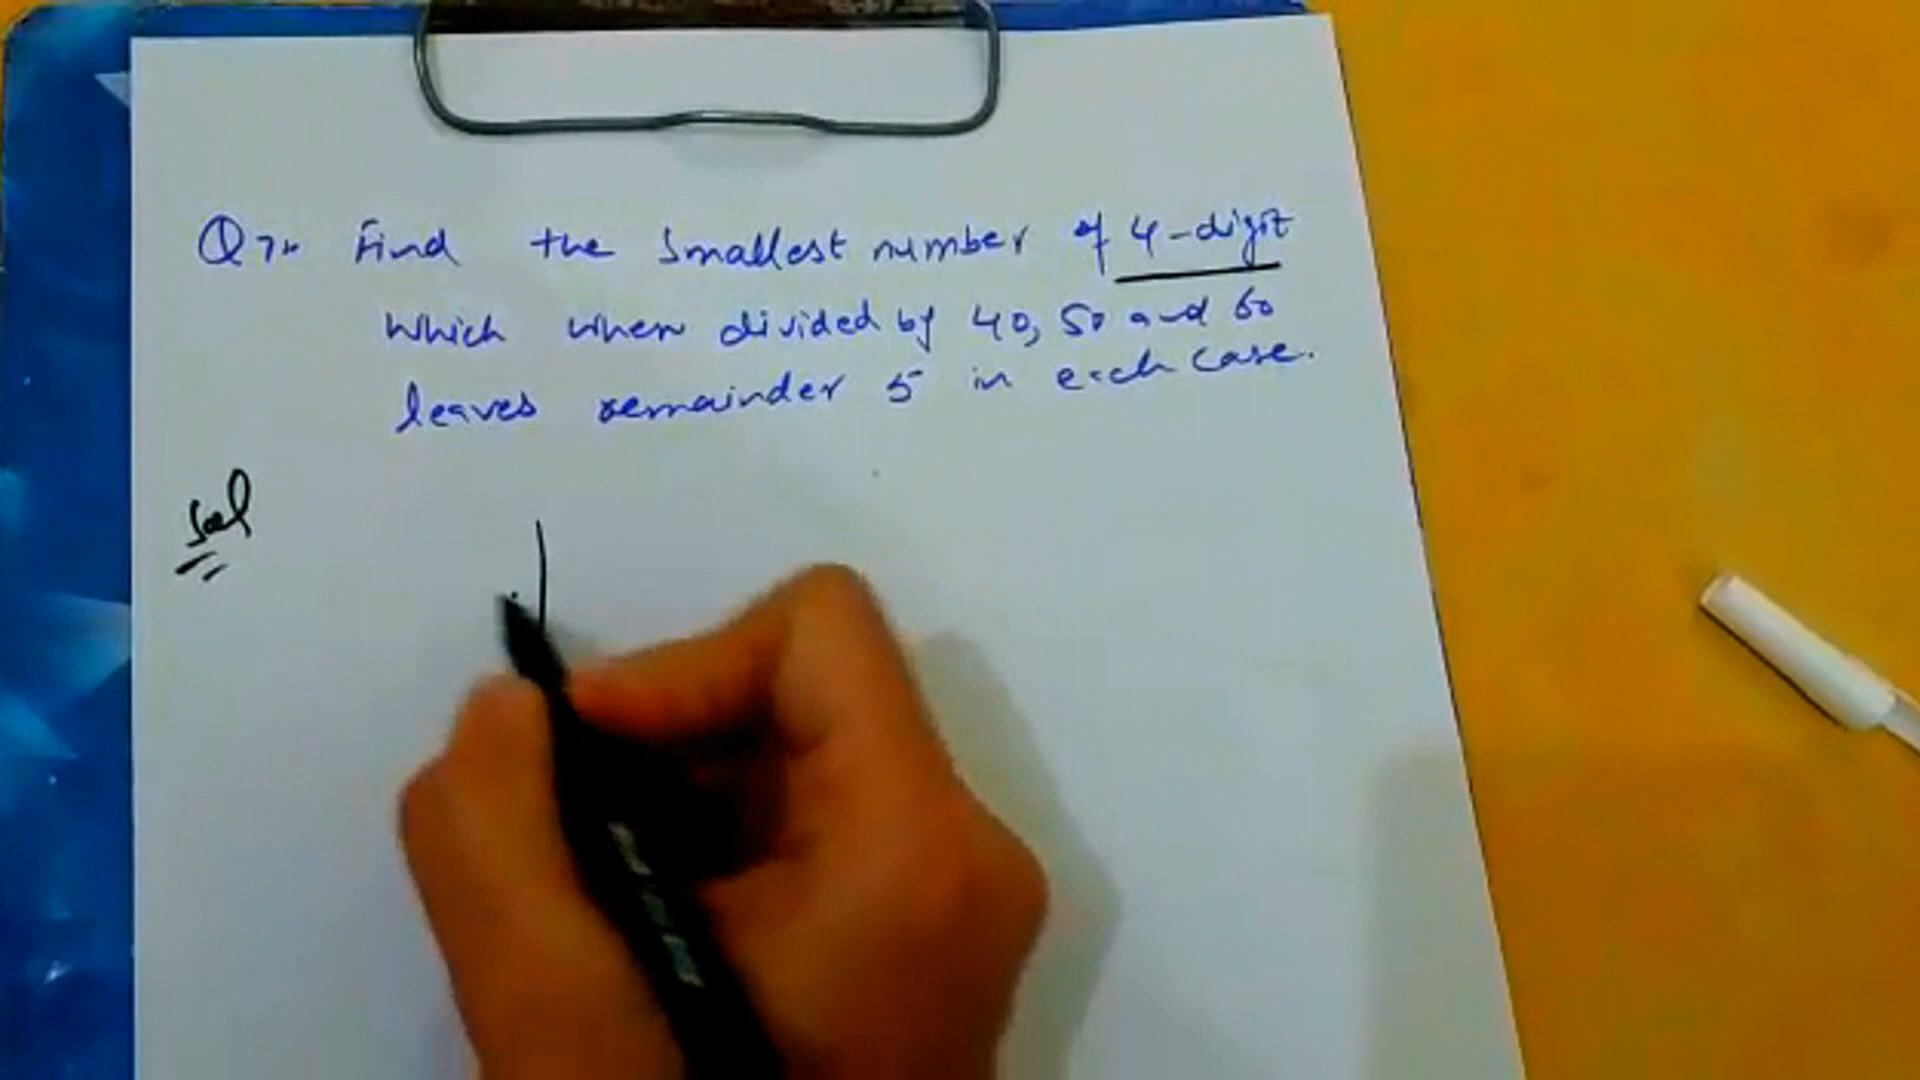 Q7:- Find the smallest number of 4-digit
which when divided by 40, 50 and 60
leaves remainder 5 in each case.
Sol